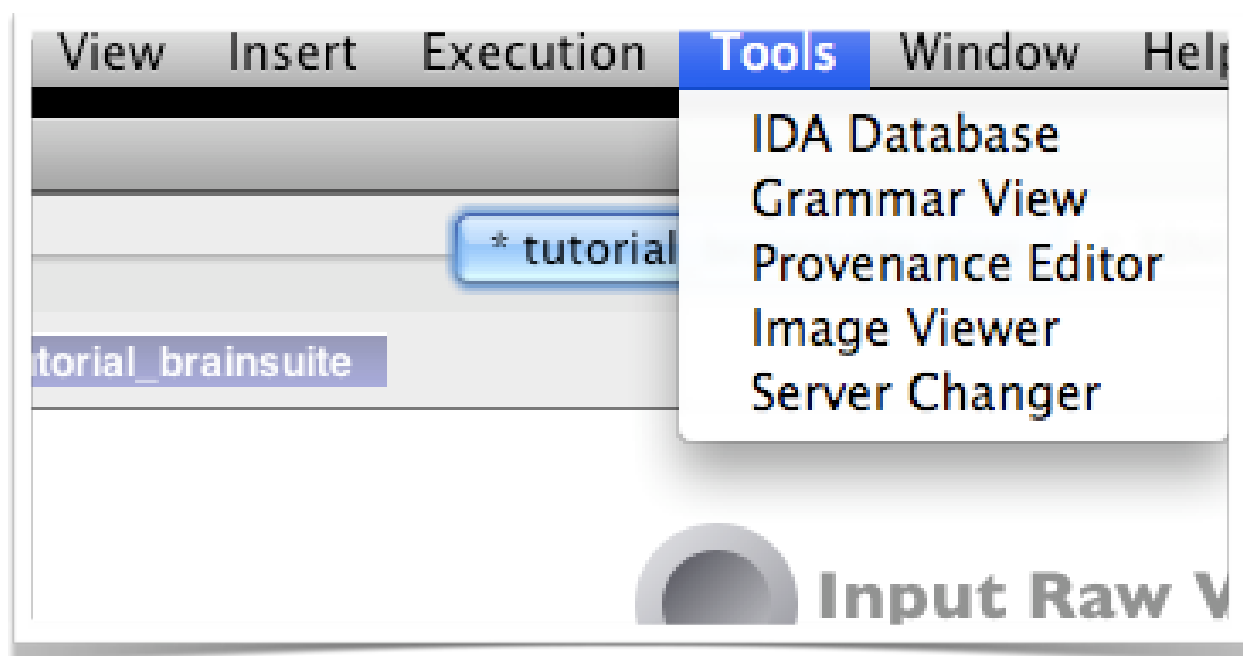 View Insert Execution Tools Window Help
IDA Database
Grammar View
* tutorial
Provenance Editor
Image Viewer
torial_brainsuite
Server Changer
Input Raw